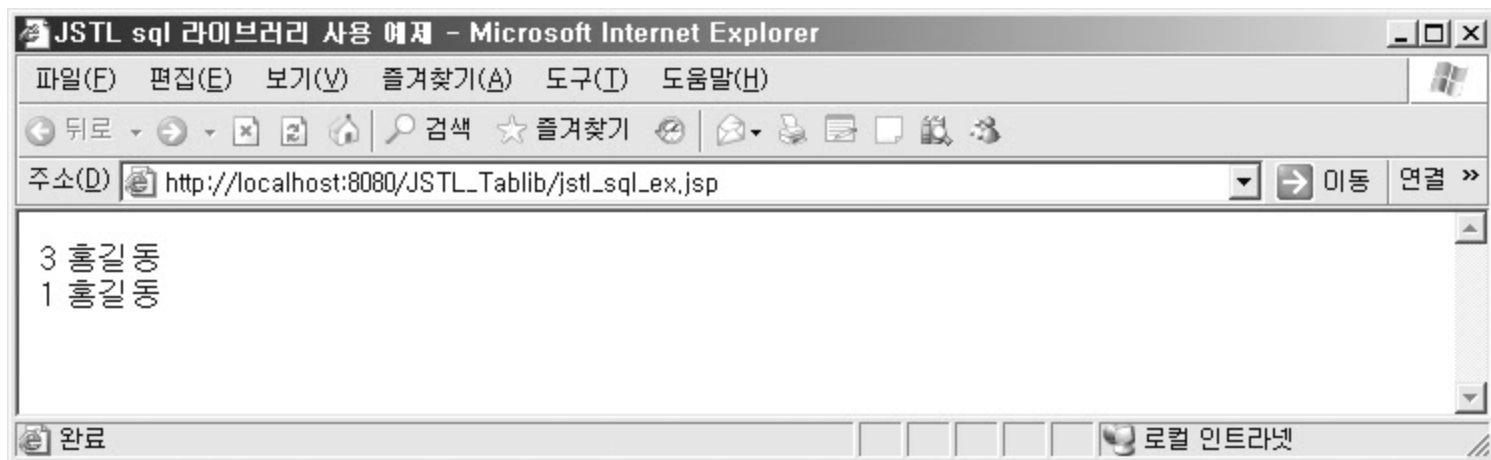 JSTL sql 라이브러리 사용 예제 - Microsoft Internet Explorer
파일(F) 편집(E) 보기(V) 즐겨찾기(A) 도구(T) 도움말(H)
뒤로 검색 즐겨찾기
주소(D) http://localhost:8080/JSTL_Tablib/jstl_sql_ex.jsp 이동 연결 »
3 홍길동
1 홍길동
완료 로컬 인트라넷